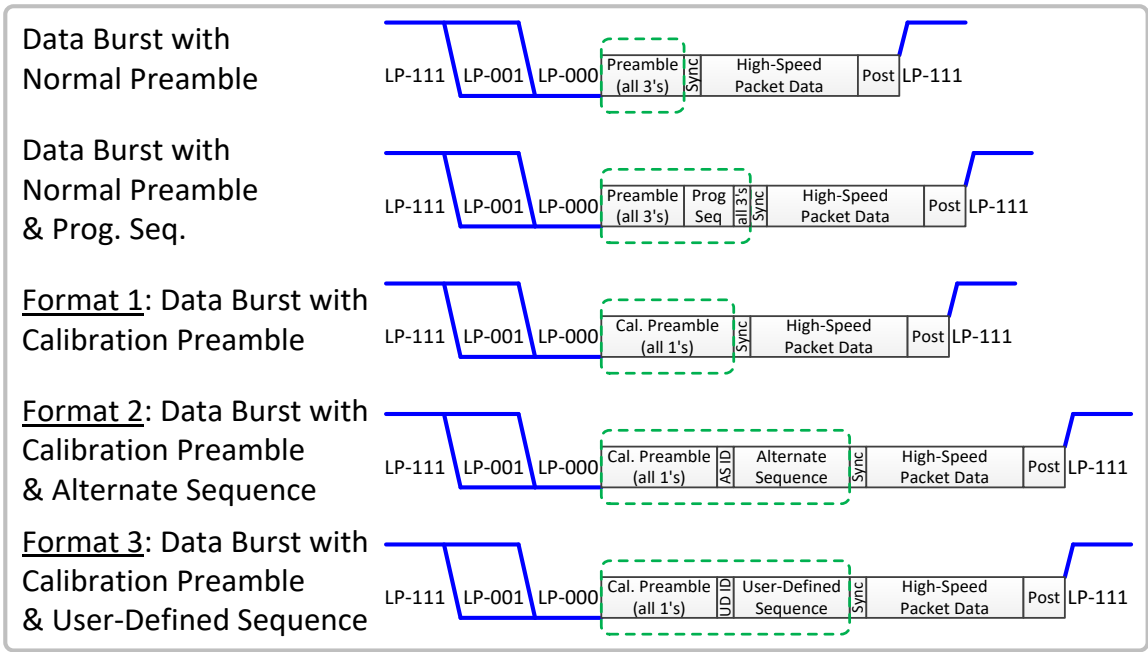 Data Burst with
Normal Preamble
LP-111 LP-001 LP-000 Preamble (all 3's) Sync High-Speed Packet Data Post LP-111
Data Burst with
Normal Preamble
& Prog. Seq.
LP-111 LP-001 LP-000 Preamble (all 3's) Prog Seq all 3's Sync High-Speed Packet Data Post LP-111
Format 1: Data Burst with
Calibration Preamble
LP-111 LP-001 LP-000 Cal. Preamble (all 1's) Sync High-Speed Packet Data Post LP-111
Format 2: Data Burst with
Calibration Preamble
& Alternate Sequence
LP-111 LP-001 LP-000 Cal. Preamble (all 1's) AS ID Alternate Sequence Sync High-Speed Packet Data Post LP-111
Format 3: Data Burst with
Calibration Preamble
& User-Defined Sequence
LP-111 LP-001 LP-000 Cal. Preamble (all 1's) UD ID User-Defined Sequence Sync High-Speed Packet Data Post LP-111